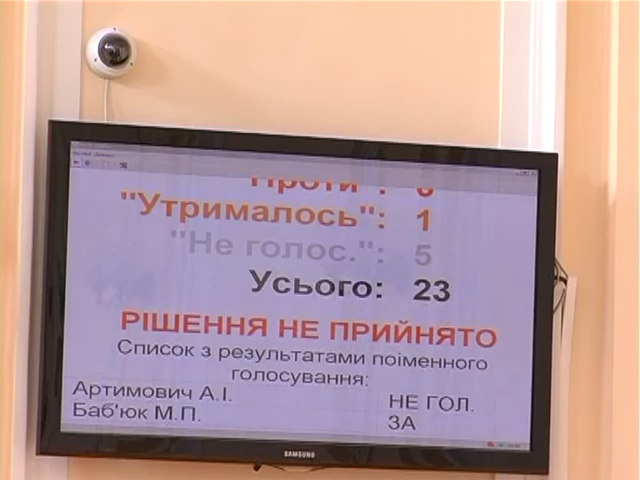 "Утрималось": 1
"Не голос.": 5
Усього: 23
РІШЕННЯ НЕ ПРИЙНЯТО
Список з результатами поіменного
голосування:
Артимович А.І. НЕ ГОЛ.
Баб'юк М.П. ЗА
SAMSUNG